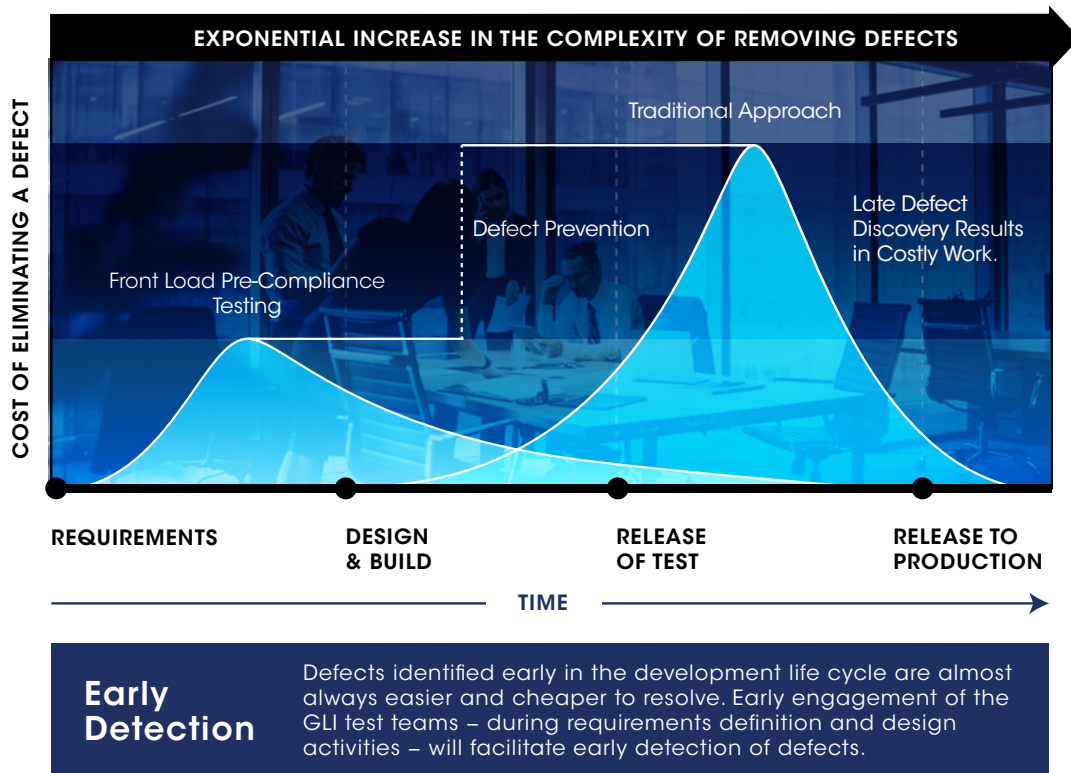 EXPONENTIAL INCREASE IN THE COMPLEXITY OF REMOVING DEFECTS
COST OF ELIMINATING A DEFECT
Traditional Approach
Defect Prevention
Late Defect
Discovery Results
in Costly Work.
Front Load Pre-Compliance
Testing
REQUIREMENTS
DESIGN
& BUILD
RELEASE
OF TEST
RELEASE TO
PRODUCTION
TIME
Early
Detection
Defects identified early in the development life cycle are almost
always easier and cheaper to resolve. Early engagement of the
GLI test teams – during requirements definition and design
activities – will facilitate early detection of defects.